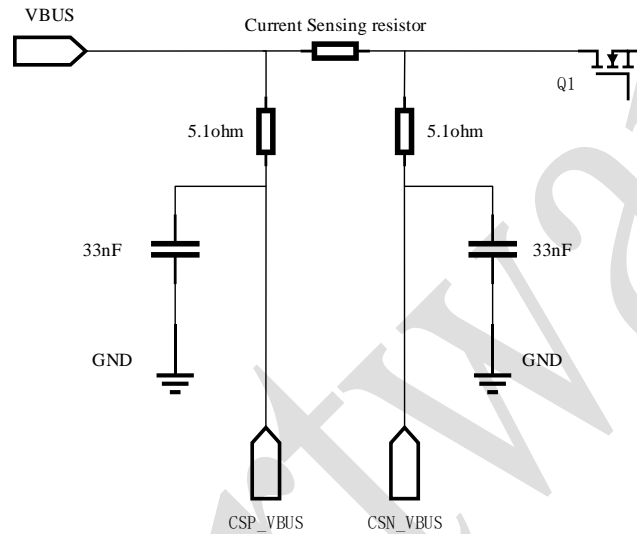 VBUS
Current Sensing resistor
Q1
5.1ohm
5.1ohm
33nF
33nF
GND
GND
CSP_VBUS
CSN_VBUS